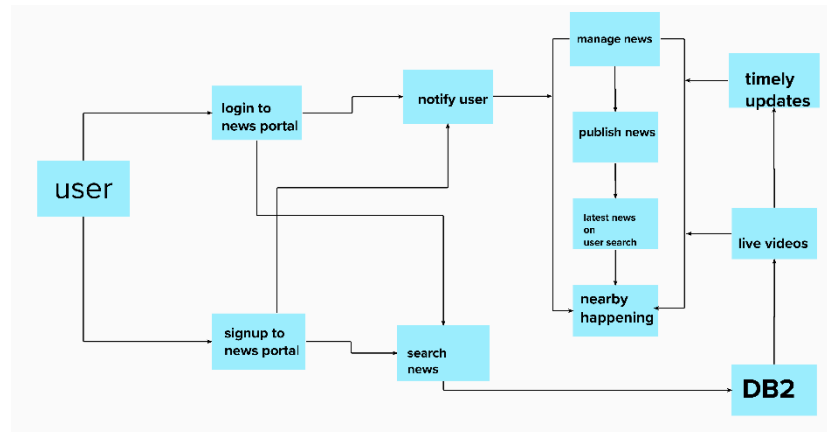 manage news
timely
updates
login to
news portal
notify user
publish news
user
latest news
on
user search
live videos
nearby
happening
signup to
news portal
search
news
DB2